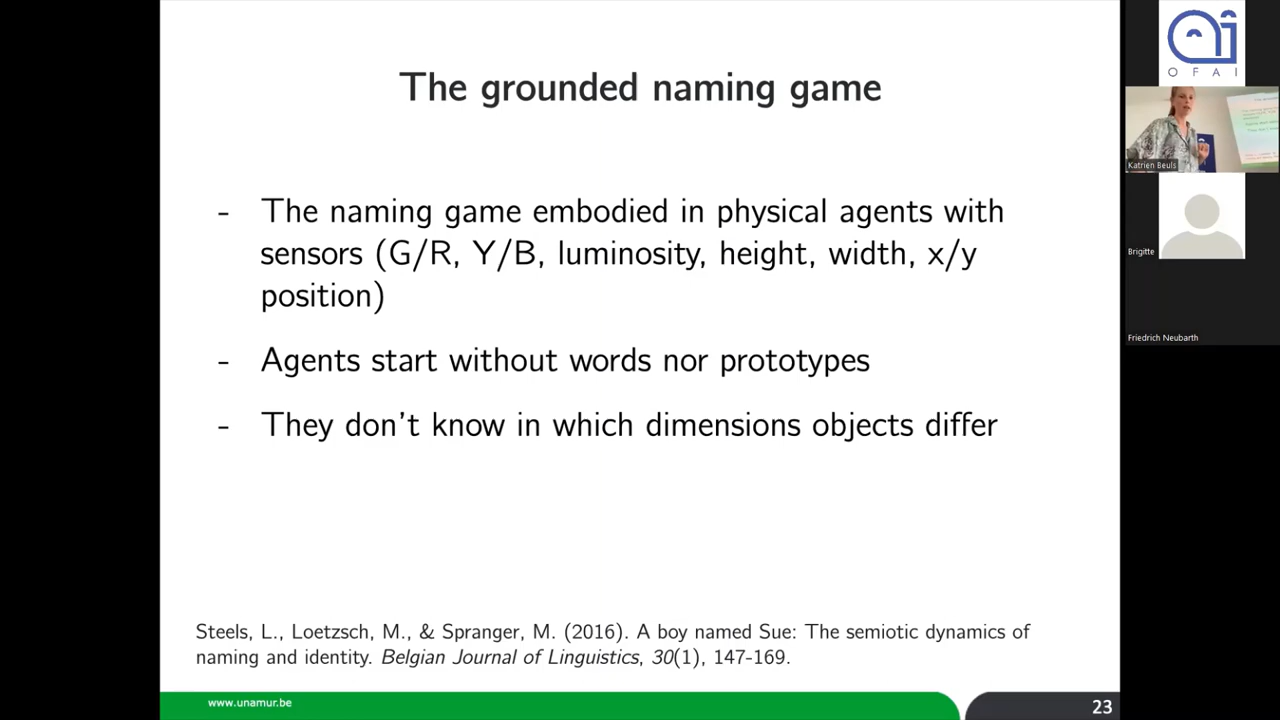 The grounded naming game
- The naming game embodied in physical agents with
sensors (G/R, Y/B, luminosity, height, width, x/y
position)
- Agents start without words nor prototypes
- They don't know in which dimensions objects differ
Steels, L., Loetzsch, M., & Spranger, M. (2016). A boy named Sue: The semiotic dynamics of
naming and identity. Belgian Journal of Linguistics, 30(1), 147-169.
www.unamur.be
23
OFAI
Katrien Beuls
Brigitte
Friedrich Neubarth